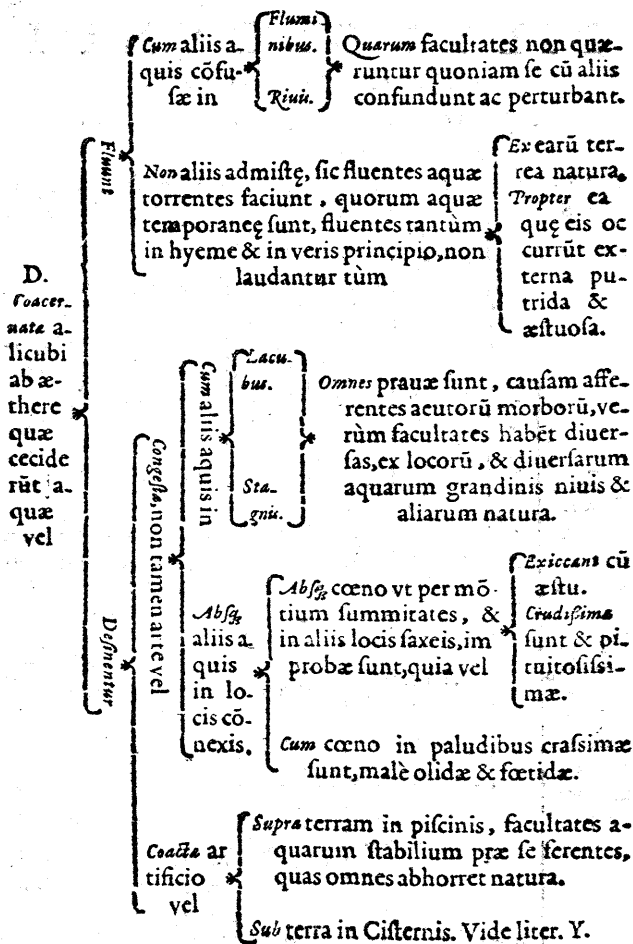 D.
Coacer-
uatæ a-
licubi
ab æ-
there
quæ
cecide
rūt a-
quæ
vel
Fluunt
Cum aliis a-
quis cōfu-
sæ in
Flumi
nibus.
Riuis.
Quarum facultates non quæ-
runtur quoniam se cū aliis
confundunt ac perturbant.
Non aliis admistę, sic fluentes aquæ
torrentes faciunt, quorum aquæ
temporaneę sunt, fluentes tantùm
in hyeme & in veris principio, non
laudantur tùm
Ex earū ter-
rea natura.
Propter ea
quę eis oc
currūt ex-
terna pu-
trida &
æstuosa.
Desinentur
Congestæ, non tamen arte vel
Cum aliis aquis in
Lacu-
bus.
Sta-
gnis.
Omnes prauæ sunt, causam affe-
rentes acutorū morborū, ve-
rùm facultates habēt diuer-
sas, ex locorū, & diuersarum
aquarum grandinis niuis &
aliarum natura.
Absq;
aliis a-
quis
in lo-
cis cō-
nexis.
Absq; cœno vt per mō-
tium summitates, &
in aliis locis saxeis, im
probæ sunt, quia vel
Exiccant cū
æstu.
Crudissimæ
sunt & pi-
tuitosissi-
mæ.
Cum cœno in paludibus crassimæ
sunt, malè olidæ & fœtidæ.
Coactæ ar
tificio
vel
Supra terram in piscinis, facultates a-
quarum stabilium præ se ferentes,
quas omnes abhorret natura.
Sub terra in Cisternis. Vide liter. Y.